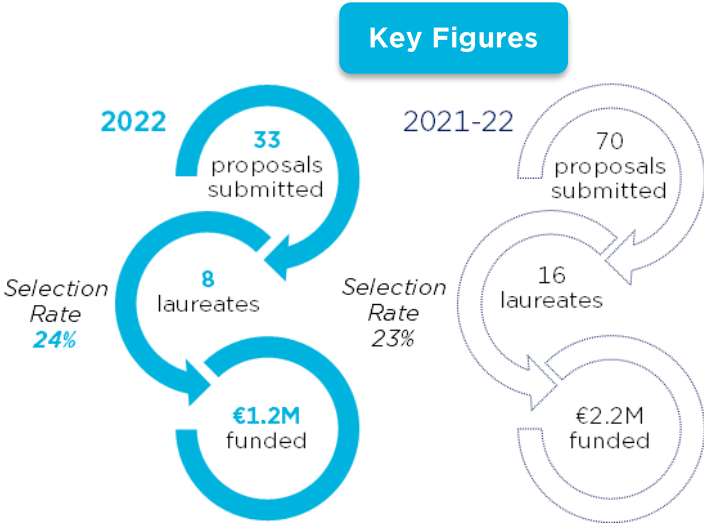 Key Figures
2022
33
proposals
submitted
8
laureates
Selection
Rate
24%
€1.2M
funded
2021-22
70
proposals
submitted
16
laureates
Selection
Rate
23%
€2.2M
funded